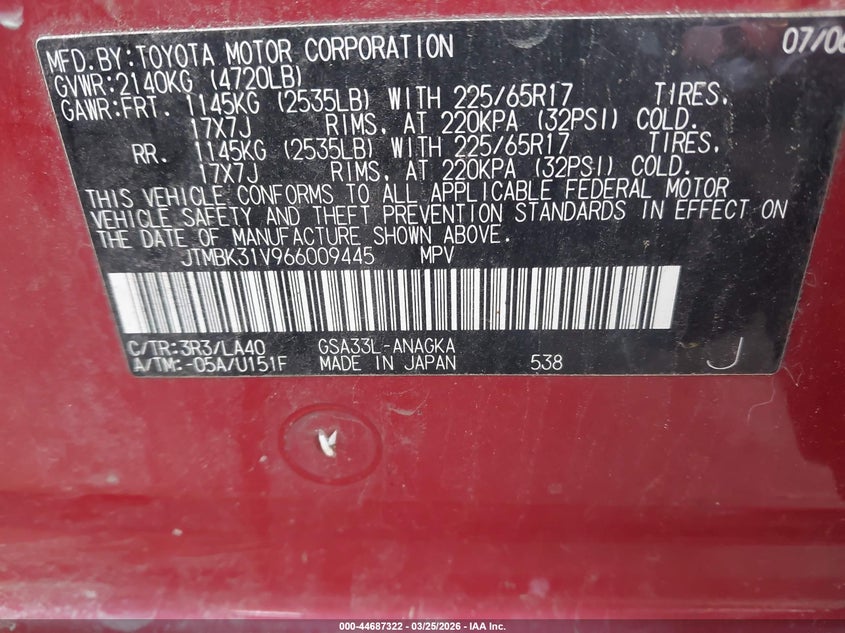 MFD.BY:TOYOTA MOTOR CORPORATION 07/06
GVWR:2140KG (4720LB)
GAWR:FRT. 1145KG (2535LB) WITH 225/65R17 TIRES,
17X7J RIMS, AT 220KPA (32PSI) COLD.
RR. 1145KG (2535LB) WITH 225/65R17 TIRES,
17X7J RIMS, AT 220KPA (32PSI) COLD.
THIS VEHICLE CONFORMS TO ALL APPLICABLE FEDERAL MOTOR
VEHICLE SAFETY AND THEFT PREVENTION STANDARDS IN EFFECT ON
THE DATE OF MANUFACTURE SHOWN ABOVE.
JTMBK31V966009445 MPV
C/TR:3R3/LA40 GSA33L-ANAGKA
A/TM:-05A/U151F MADE IN JAPAN 538 J
000-44687322 - 03/25/2026 - IAA Inc.